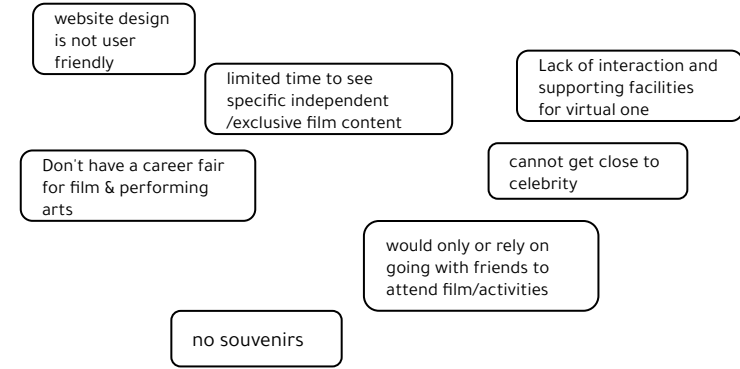 website design
is not user
friendly
limited time to see
specific independent
/exclusive film content
Lack of interaction and
supporting facilities
for virtual one
Don't have a career fair
for film & performing
arts
cannot get close to
celebrity
would only or rely on
going with friends to
attend film/activities
no souvenirs